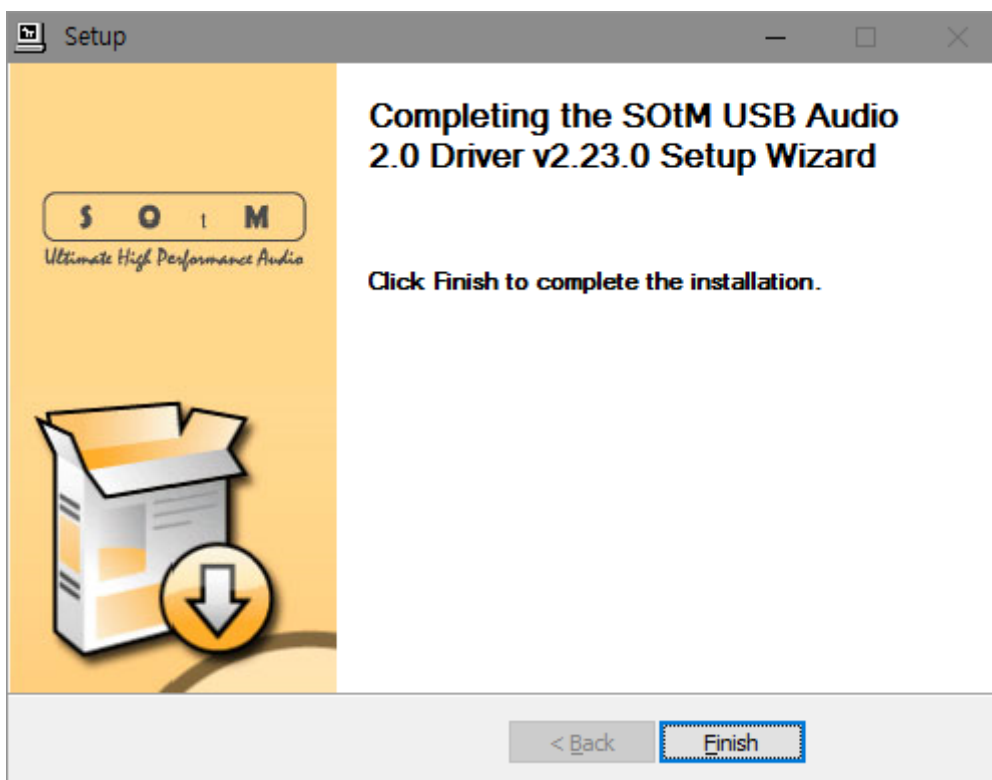 Setup
Completing the SOtM USB Audio
2.0 Driver v2.23.0 Setup Wizard
S O t M
Ultimate High Performance Audio
Click Finish to complete the installation.
< Back
Finish